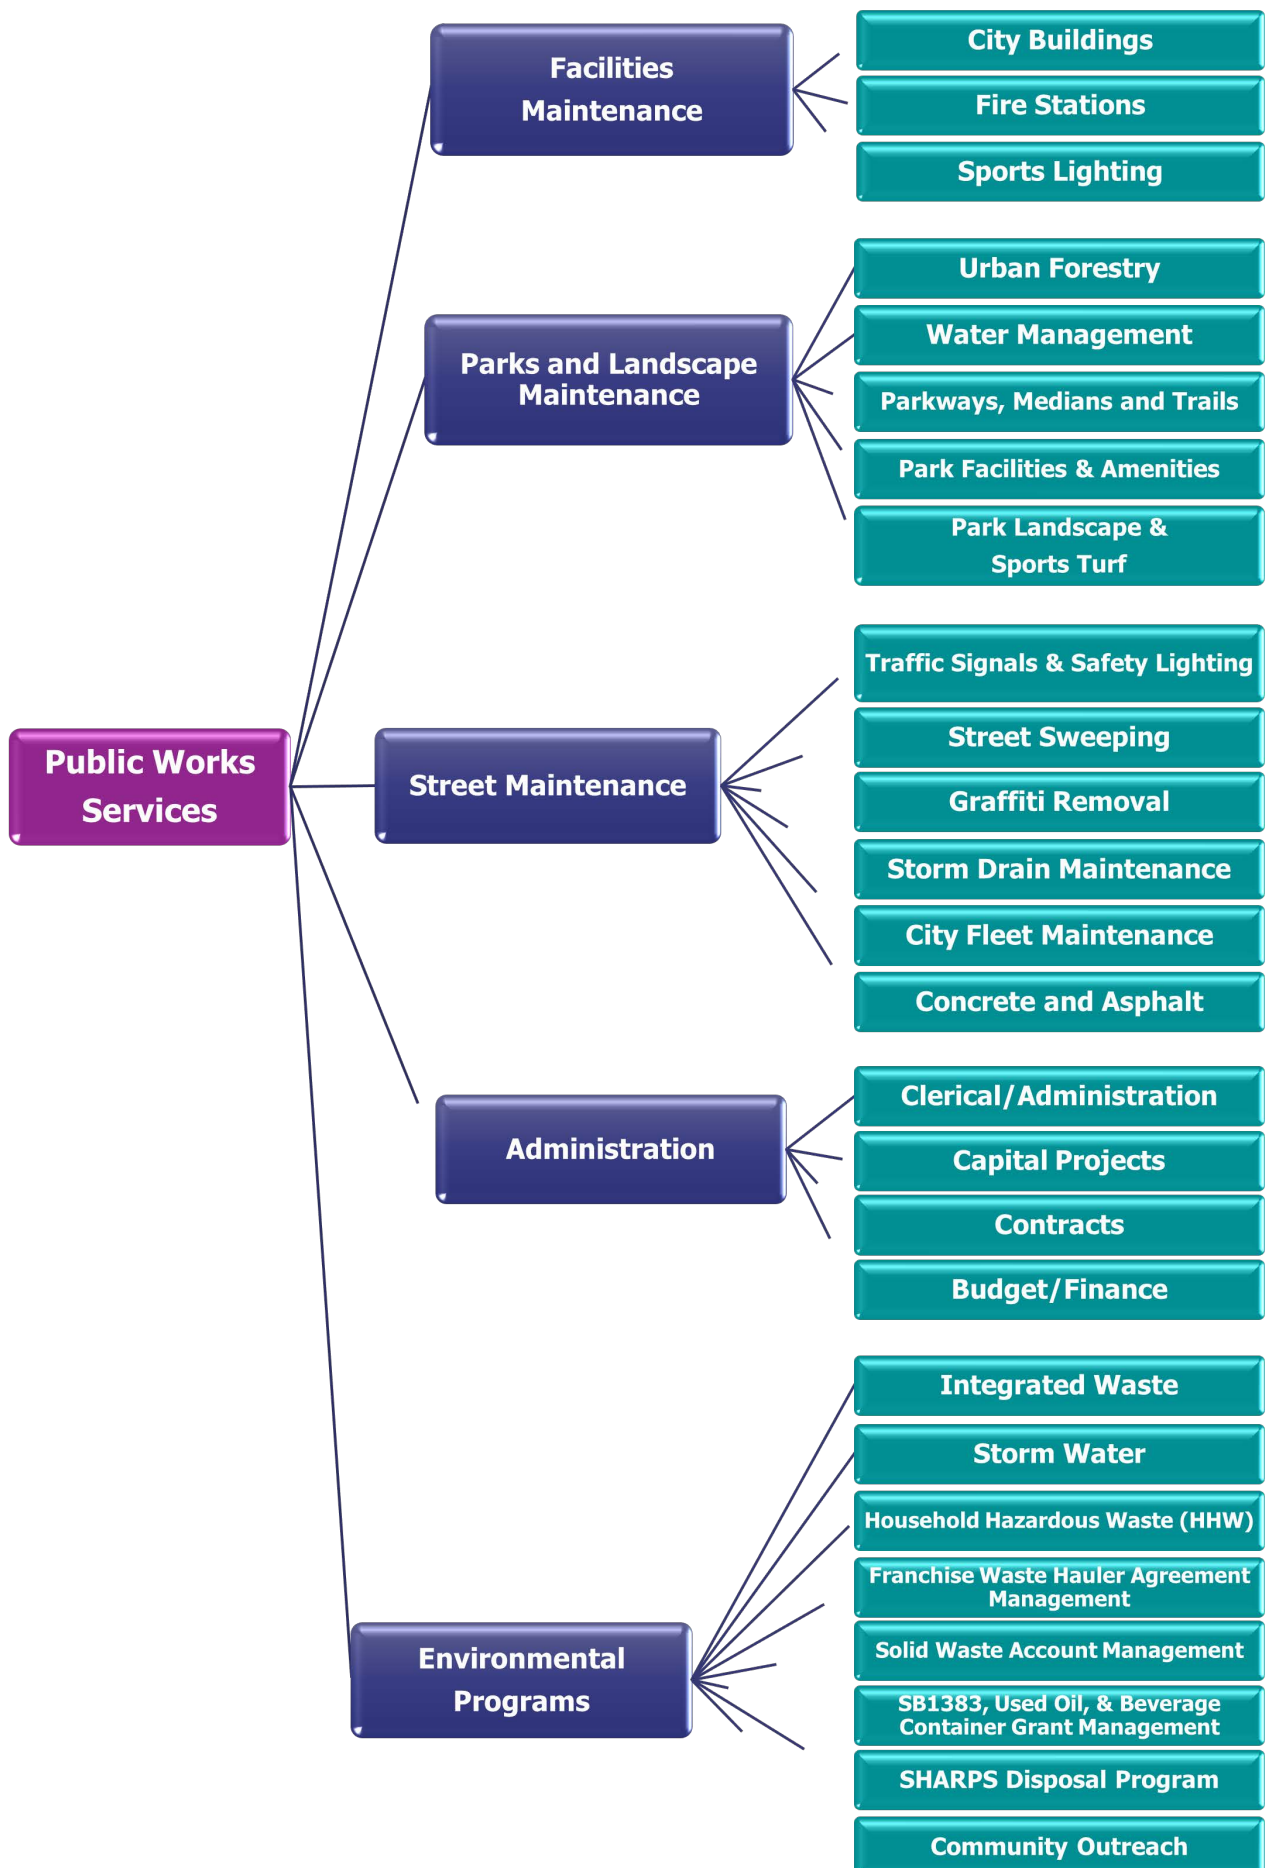 Public Works
Services
Facilities
Maintenance
City Buildings
Fire Stations
Sports Lighting
Parks and Landscape
Maintenance
Urban Forestry
Water Management
Parkways, Medians and Trails
Park Facilities & Amenities
Park Landscape &
Sports Turf
Street Maintenance
Traffic Signals & Safety Lighting
Street Sweeping
Graffiti Removal
Storm Drain Maintenance
City Fleet Maintenance
Concrete and Asphalt
Administration
Clerical/Administration
Capital Projects
Contracts
Budget/Finance
Environmental
Programs
Integrated Waste
Storm Water
Household Hazardous Waste (HHW)
Franchise Waste Hauler Agreement
Management
Solid Waste Account Management
SB1383, Used Oil, & Beverage
Container Grant Management
SHARPS Disposal Program
Community Outreach